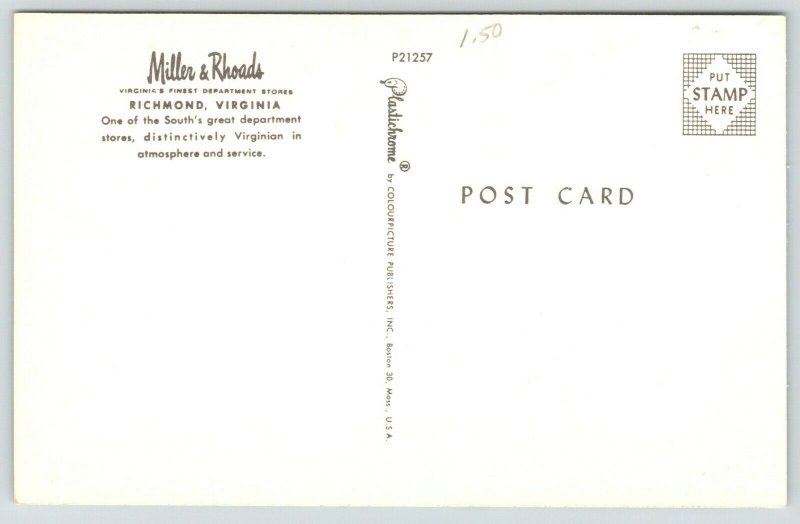 Miller & Rhoads
VIRGINIA'S FINEST DEPARTMENT STORES
RICHMOND, VIRGINIA
One of the South's great department
stores, distinctively Virginian in
atmosphere and service.
P21257
Plastichrome ® by COLOURPICTURE PUBLISHERS, INC., Boston 30, Mass., U.S.A.
1.50
PUT
STAMP
HERE
POST CARD